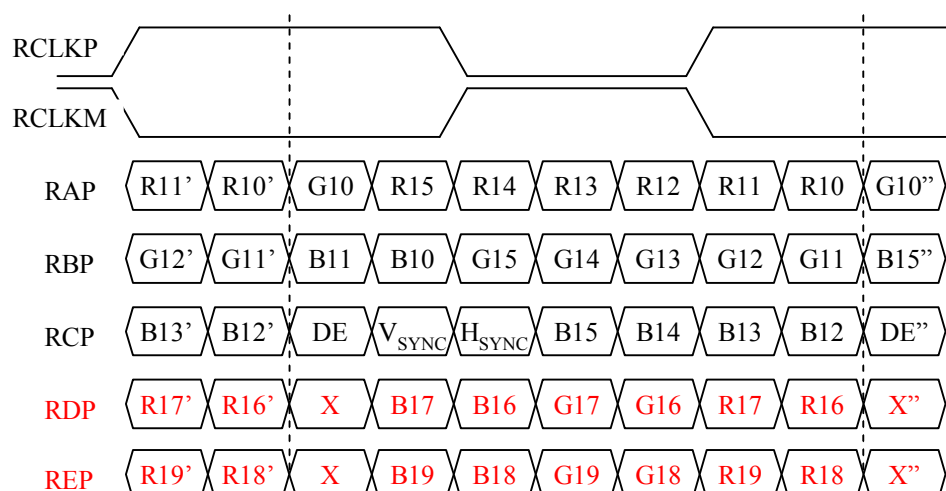 RCLKP
RCLKM
RAP R11’ R10’ G10 R15 R14 R13 R12 R11 R10 G10”
RBP G12’ G11’ B11 B10 G15 G14 G13 G12 G11 B15”
RCP B13’ B12’ DE VSYNC HSYNC B15 B14 B13 B12 DE”
RDP R17’ R16’ X B17 B16 G17 G16 R17 R16 X”
REP R19’ R18’ X B19 B18 G19 G18 R19 R18 X”